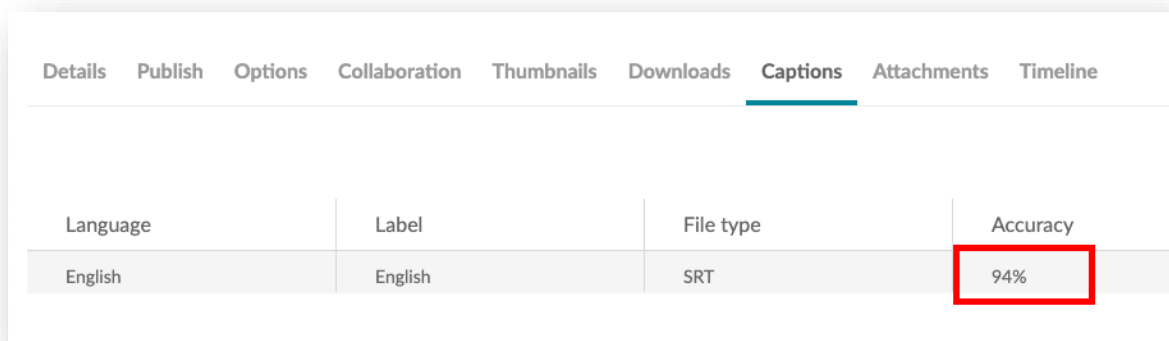 Details Publish Options Collaboration Thumbnails Downloads Captions Attachments Timeline
Language Label File type Accuracy
English English SRT 94%